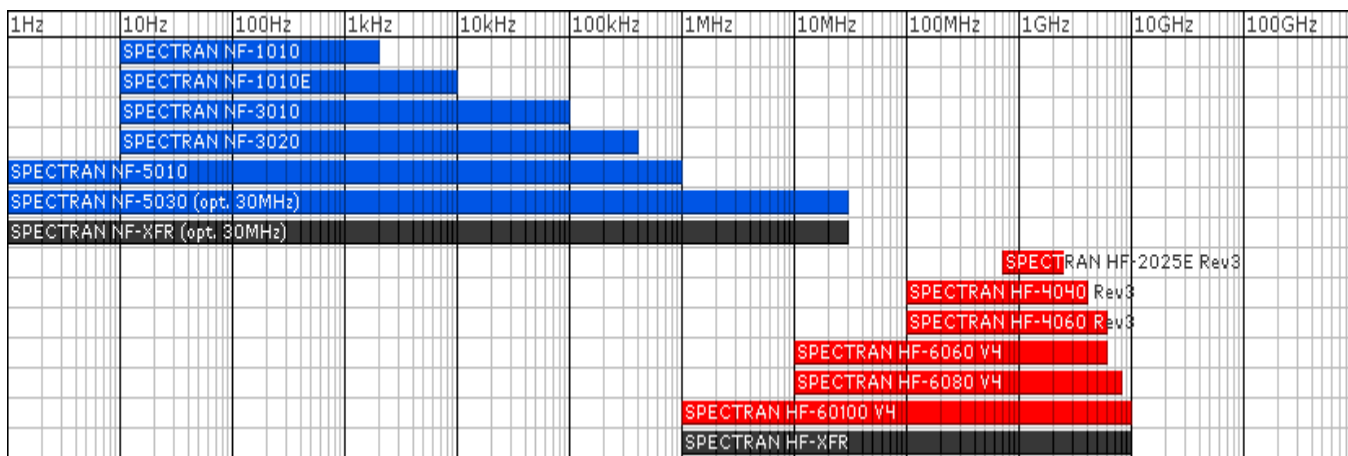 1Hz 10Hz 100Hz 1kHz 10kHz 100kHz 1MHz 10MHz 100MHz 1GHz 10GHz 100GHz
SPECTRAN NF-1010
SPECTRAN NF-1010E
SPECTRAN NF-3010
SPECTRAN NF-3020
SPECTRAN NF-5010
SPECTRAN NF-5030 (opt. 30MHz)
SPECTRAN NF-XFR (opt. 30MHz)
SPECTRAN HF-2025E Rev3
SPECTRAN HF-4040 Rev3
SPECTRAN HF-4060 Rev3
SPECTRAN HF-6060 V4
SPECTRAN HF-6080 V4
SPECTRAN HF-60100 V4
SPECTRAN HF-XFR